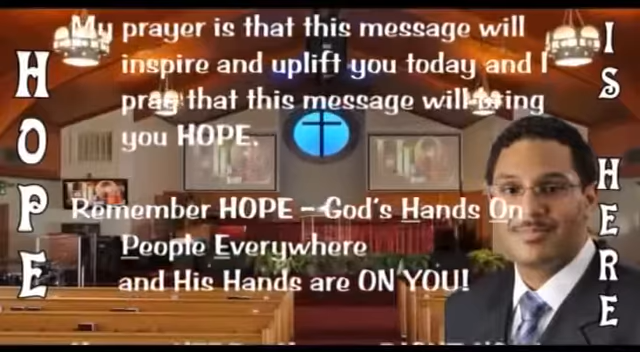 HOPE
IS HERE
My prayer is that this message will
inspire and uplift you today and I
pray that this message will bring
you HOPE.
Remember HOPE – God's Hands On
People Everywhere
and His Hands are ON YOU!